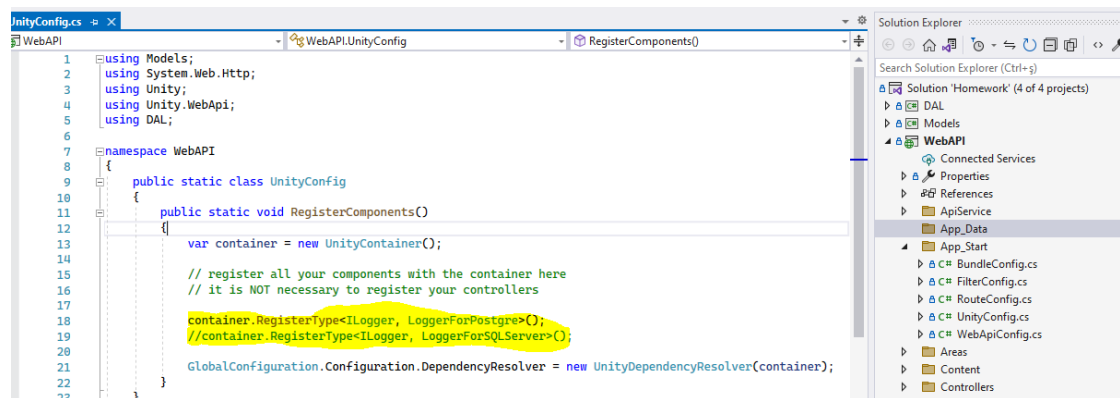 UnityConfig.cs
WebAPI
WebAPI.UnityConfig
RegisterComponents()
1 using Models;
2 using System.Web.Http;
3 using Unity;
4 using Unity.WebApi;
5 using DAL;
6
7 namespace WebAPI
8 {
9 public static class UnityConfig
10 {
11 public static void RegisterComponents()
12 {
13 var container = new UnityContainer();
14
15 // register all your components with the container here
16 // it is NOT necessary to register your controllers
17
18 container.RegisterType<ILogger, LoggerForPostgre>();
19 //container.RegisterType<ILogger, LoggerForSQLServer>();
20
21 GlobalConfiguration.Configuration.DependencyResolver = new UnityDependencyResolver(container);
22 }
23 }
Solution Explorer
Search Solution Explorer (Ctrl+ş)
Solution 'Homework' (4 of 4 projects)
C# DAL
C# Models
WebAPI
Connected Services
Properties
References
ApiService
App_Data
App_Start
C# BundleConfig.cs
C# FilterConfig.cs
C# RouteConfig.cs
C# UnityConfig.cs
C# WebApiConfig.cs
Areas
Content
Controllers